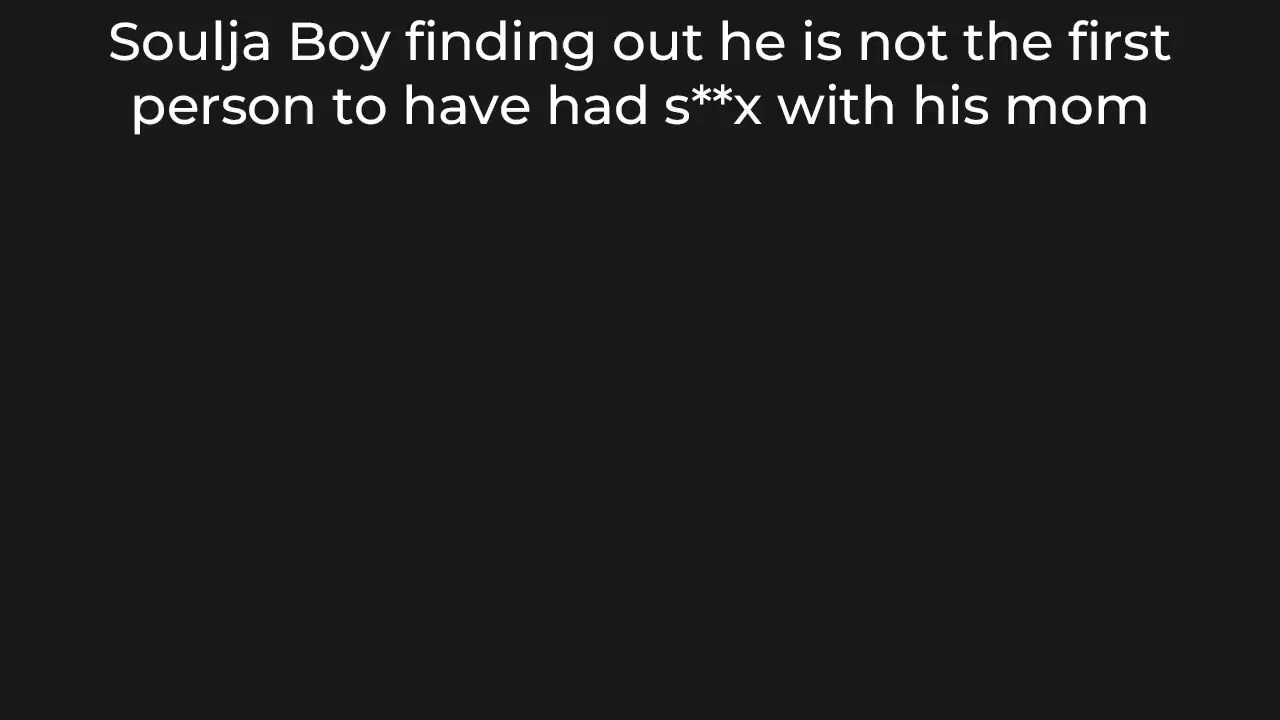 Soulja Boy finding out he is not the first
person to have had s**x with his mom